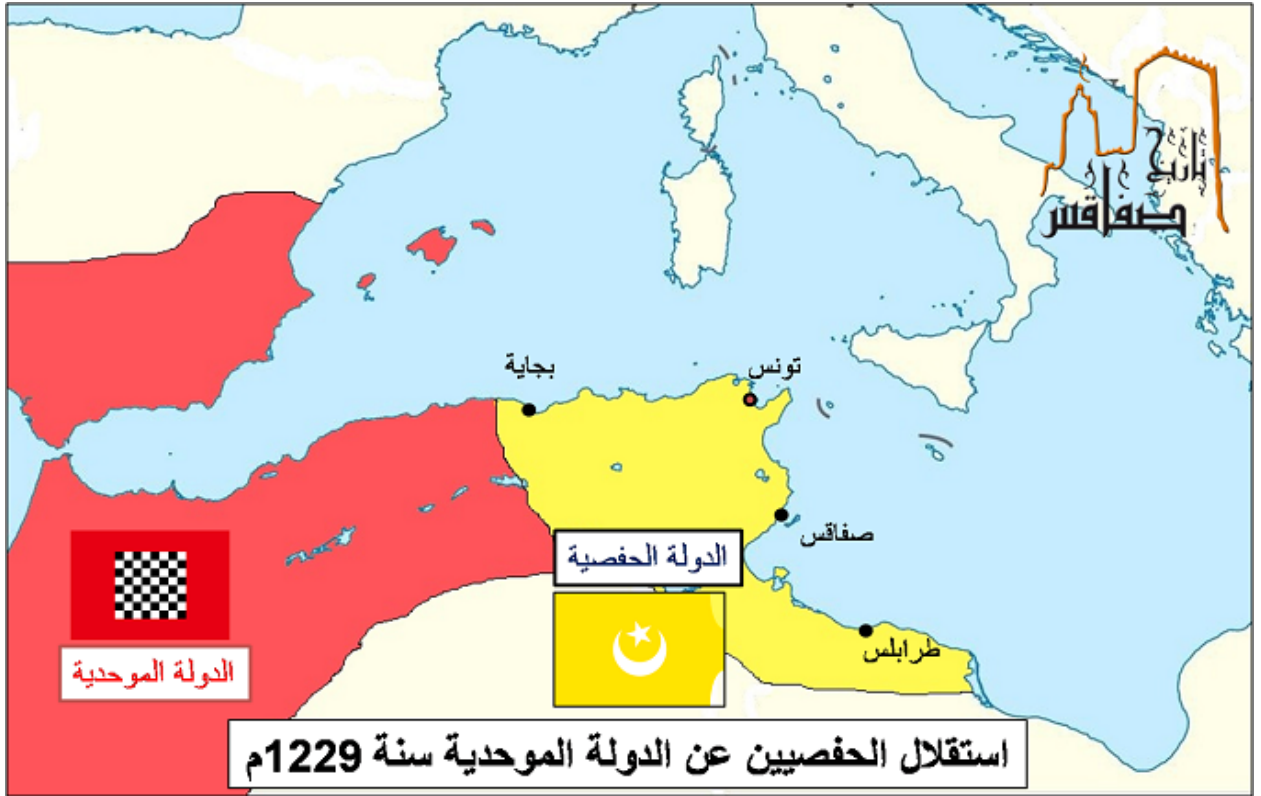 تاريخ
صفاقس
بجاية
تونس
صفاقس
الدولة الحفصية
طرابلس
الدولة الموحدية
استقلال الحفصيين عن الدولة الموحدية سنة 1229م